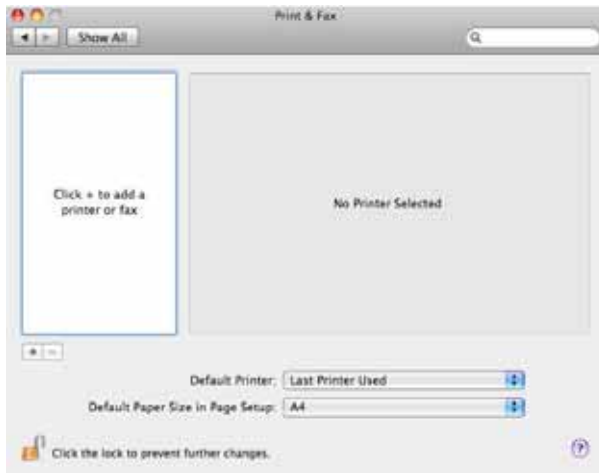 Print & Fax
Show All
Click + to add a
printer or fax
No Printer Selected
+ −
Default Printer: Last Printer Used
Default Paper Size in Page Setup: A4
Click the lock to prevent further changes.
?